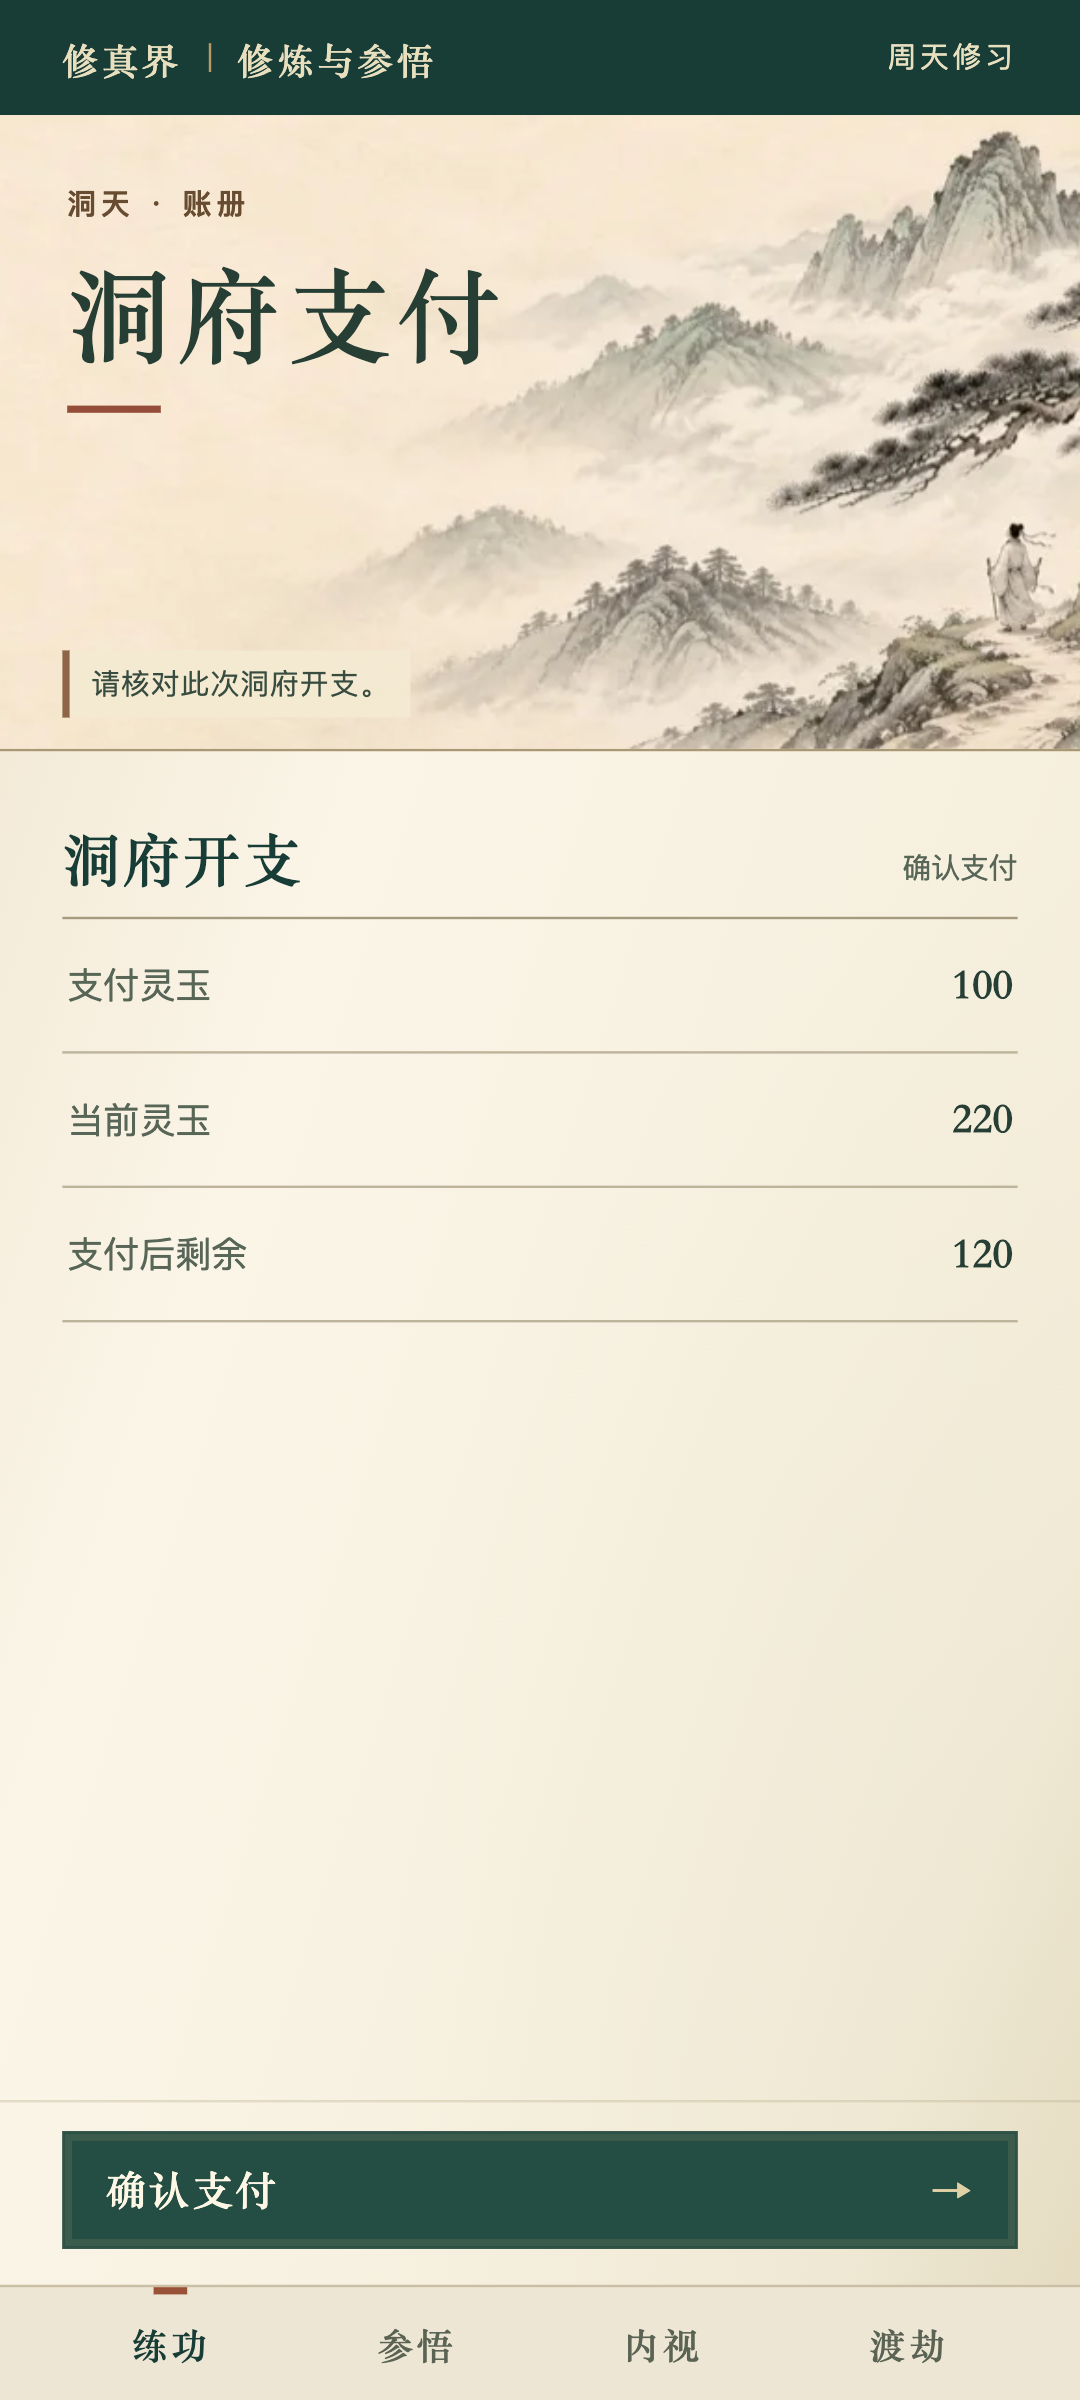 修真界 | 修炼与参悟
周天修习
洞天 · 账册
洞府支付
请核对此次洞府开支。
洞府开支
确认支付
支付灵玉 100
当前灵玉 220
支付后剩余 120
确认支付 →
练功 参悟 内视 渡劫